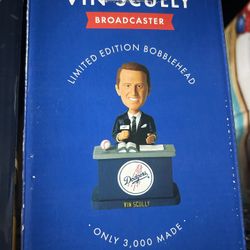 VIN SCULLY
BROADCASTER
LIMITED EDITION BOBBLEHEAD
Dodgers
VIN SCULLY
· ONLY 3,000 MADE ·